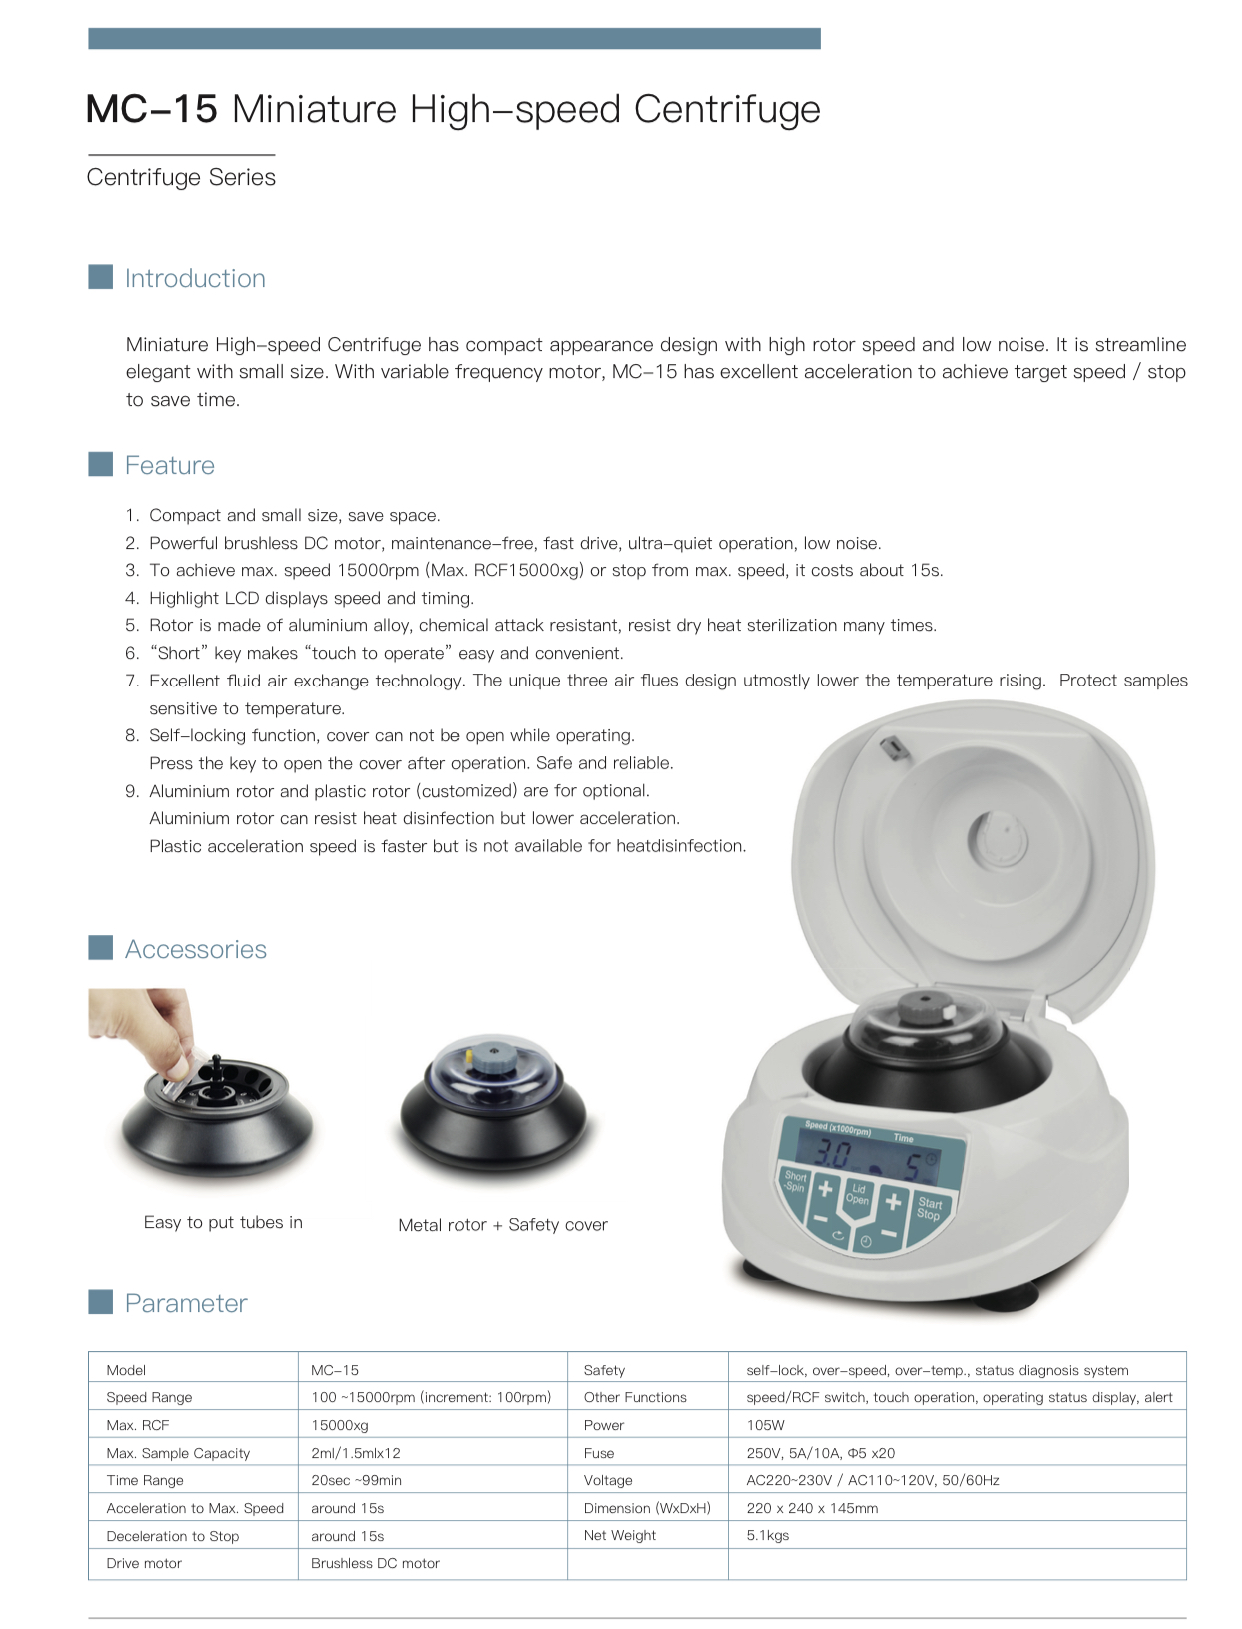 MC-15 Miniature High-speed Centrifuge
Centrifuge Series
Introduction
Miniature High-speed Centrifuge has compact appearance design with high rotor speed and low noise. It is streamline
elegant with small size. With variable frequency motor, MC-15 has excellent acceleration to achieve target speed / stop
to save time.
Feature
1. Compact and small size, save space.
2. Powerful brushless DC motor, maintenance-free, fast drive, ultra-quiet operation, low noise.
3. To achieve max. speed 15000rpm (Max. RCF15000xg) or stop from max. speed, it costs about 15s.
4. Highlight LCD displays speed and timing.
5. Rotor is made of aluminium alloy, chemical attack resistant, resist dry heat sterilization many times.
6. “Short” key makes “touch to operate” easy and convenient.
7. Excellent fluid air exchange technology. The unique three air flues design utmostly lower the temperature rising. Protect samples
sensitive to temperature.
8. Self-locking function, cover can not be open while operating.
Press the key to open the cover after operation. Safe and reliable.
9. Aluminium rotor and plastic rotor (customized) are for optional.
Aluminium rotor can resist heat disinfection but lower acceleration.
Plastic acceleration speed is faster but is not available for heatdisinfection.
Accessories
Easy to put tubes in
Metal rotor + Safety cover
Speed (x1000rpm) Time
3.0 5
Short
-Spin
+
Lid
Open
+
Start
Stop
-
-
Parameter
Model MC-15 Safety self-lock, over-speed, over-temp., status diagnosis system
Speed Range 100 ~15000rpm (increment: 100rpm) Other Functions speed/RCF switch, touch operation, operating status display, alert
Max. RCF 15000xg Power 105W
Max. Sample Capacity 2ml/1.5mlx12 Fuse 250V, 5A/10A, Φ5 x20
Time Range 20sec ~99min Voltage AC220~230V / AC110~120V, 50/60Hz
Acceleration to Max. Speed around 15s Dimension (WxDxH) 220 x 240 x 145mm
Deceleration to Stop around 15s Net Weight 5.1kgs
Drive motor Brushless DC motor